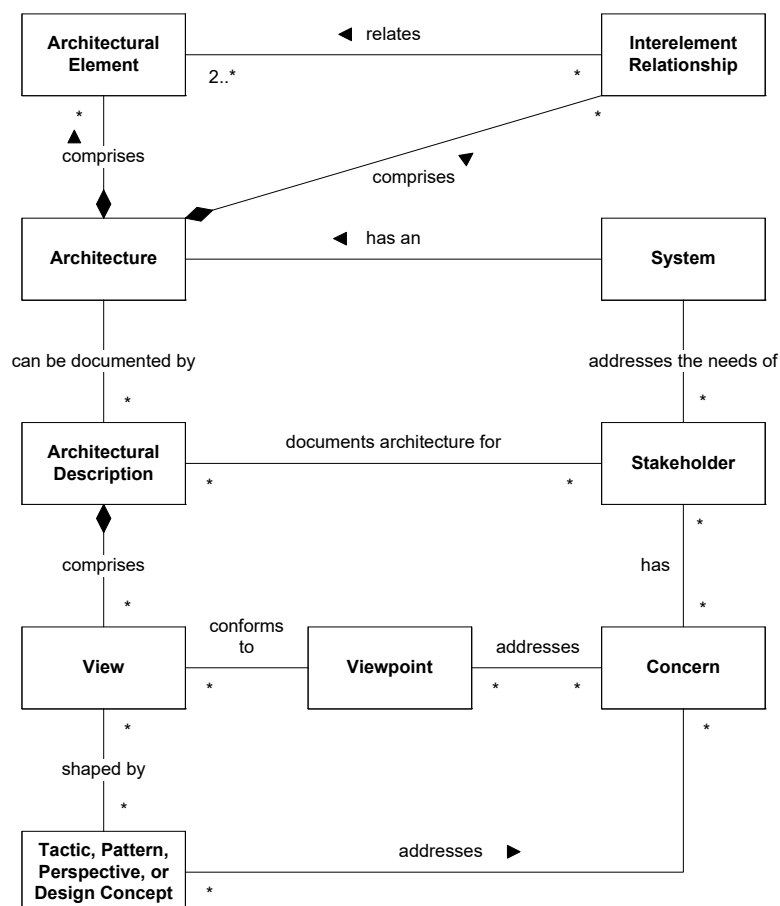 Architectural
Element
◄ relates
Interelement
Relationship
2..*
*
*
*
▲
comprises
▲
comprises
Architecture
◄ has an
System
can be documented by
addresses the needs of
*
*
Architectural
Description
documents architecture for
Stakeholder
*
*
*
comprises
has
*
*
View
conforms
to
Viewpoint
addresses
Concern
*
*
*
*
*
shaped by
*
Tactic, Pattern,
Perspective, or
Design Concept
addresses ►
*